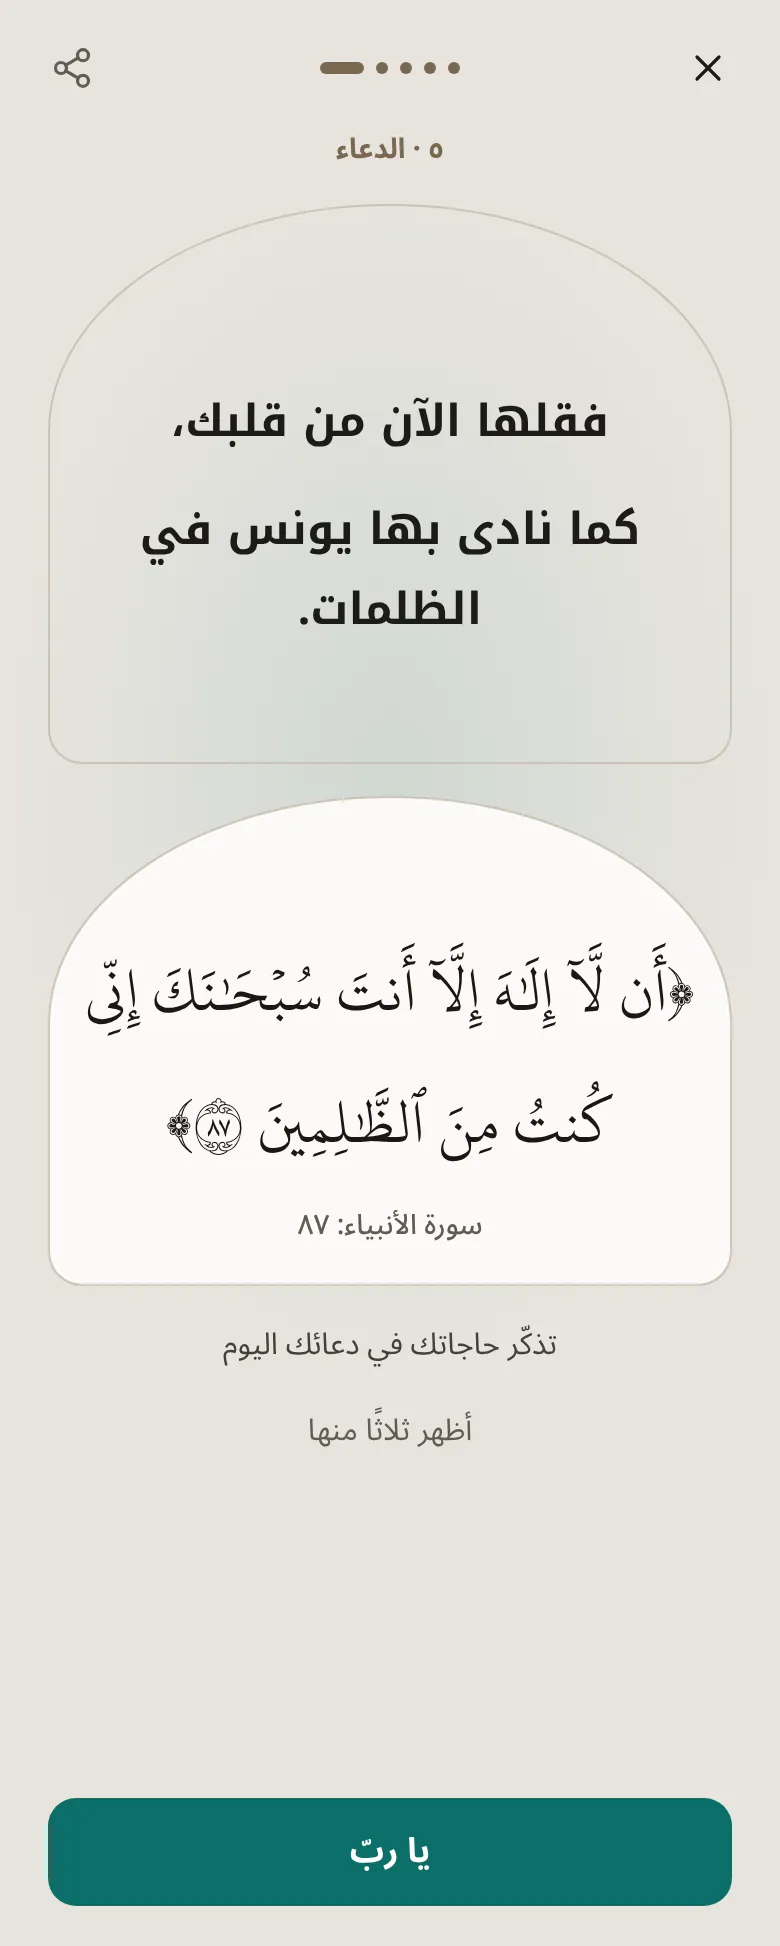 ٥ · الدعاء
فقلها الآن من قلبك،
كما نادى بها يونس في
الظلمات.
﴿أَن لَّآ إِلَـٰهَ إِلَّآ أَنتَ سُبْحَـٰنَكَ إِنِّى
كُنتُ مِنَ ٱلظَّـٰلِمِينَ ٨٧﴾
سورة الأنبياء: ٨٧
تذكّر حاجاتك في دعائك اليوم
أظهر ثلاثًا منها
يا ربّ